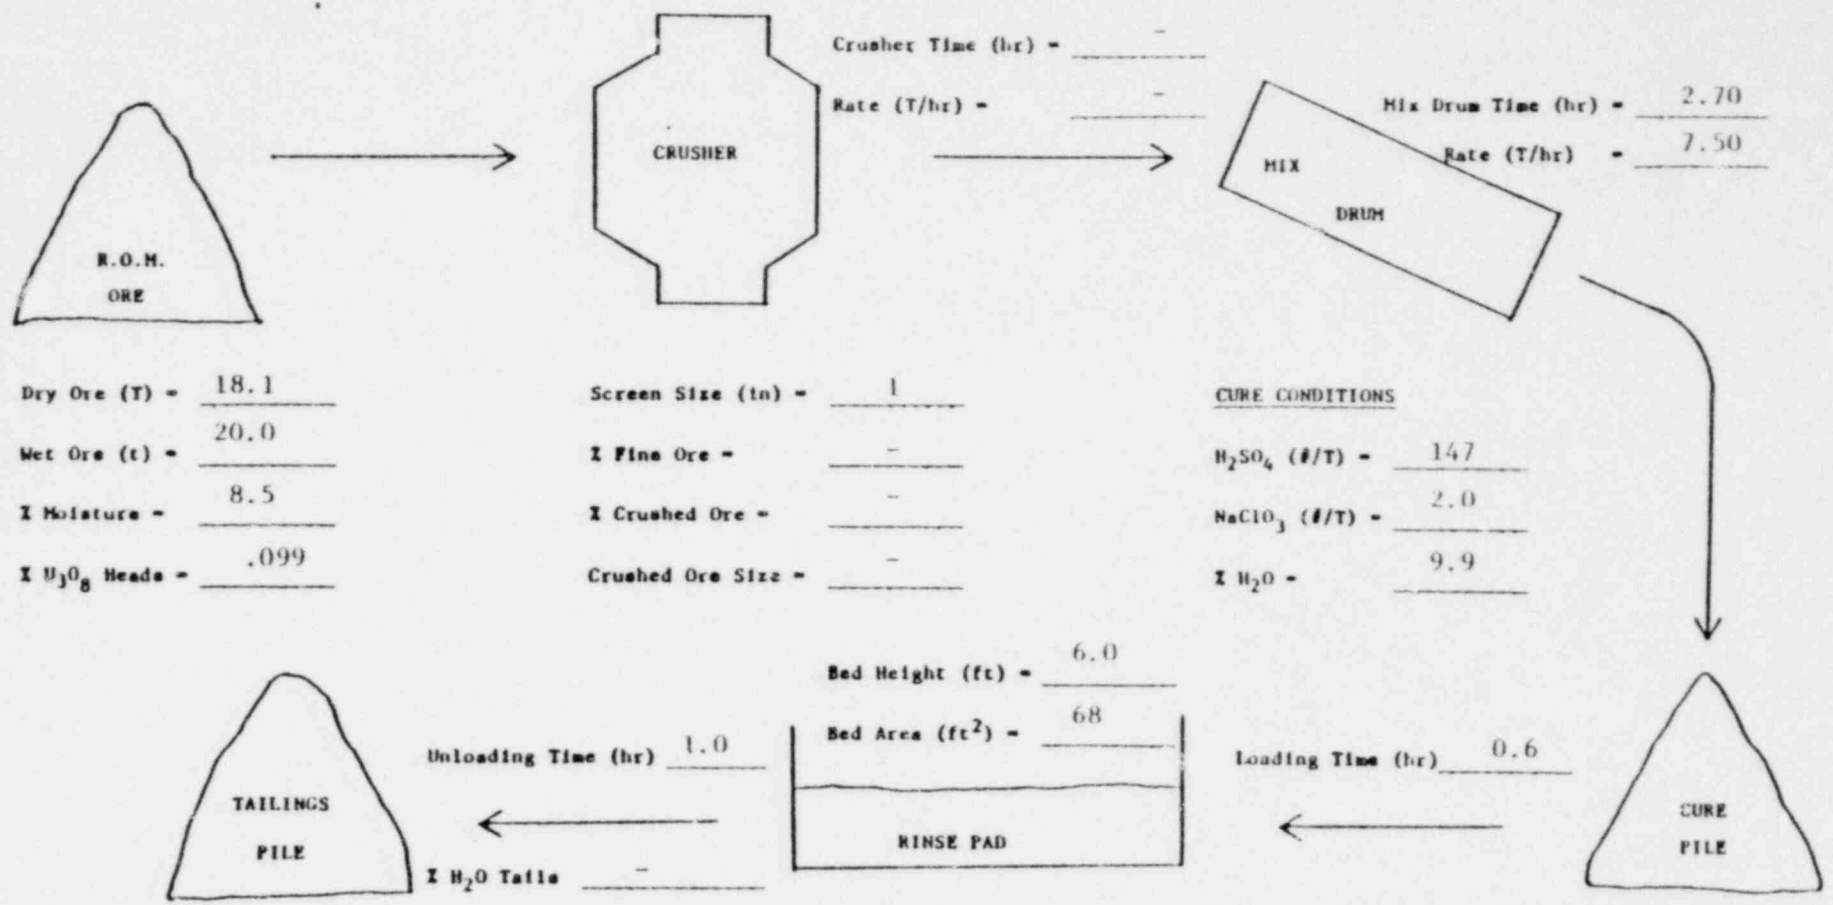 Crusher Time (hr) = -
Rate (T/hr) = -
Mix Drum Time (hr) = 2.70
Rate (T/hr) = 7.50
R.O.M.
ORE
CRUSHER
MIX
DRUM
Dry Ore (T) = 18.1
Wet Ore (t) = 20.0
% Moisture = 8.5
% U3O8 Heads = .099
Screen Size (in) = 1
% Fine Ore = -
% Crushed Ore = -
Crushed Ore Size = -
CURE CONDITIONS
H2SO4 (#/T) = 147
NaClO3 (#/T) = 2.0
% H2O = 9.9
Bed Height (ft) = 6.0
Bed Area (ft²) = 68
Unloading Time (hr) 1.0
Loading Time (hr) 0.6
TAILINGS
PILE
RINSE PAD
CURE
PILE
% H2O Tails -